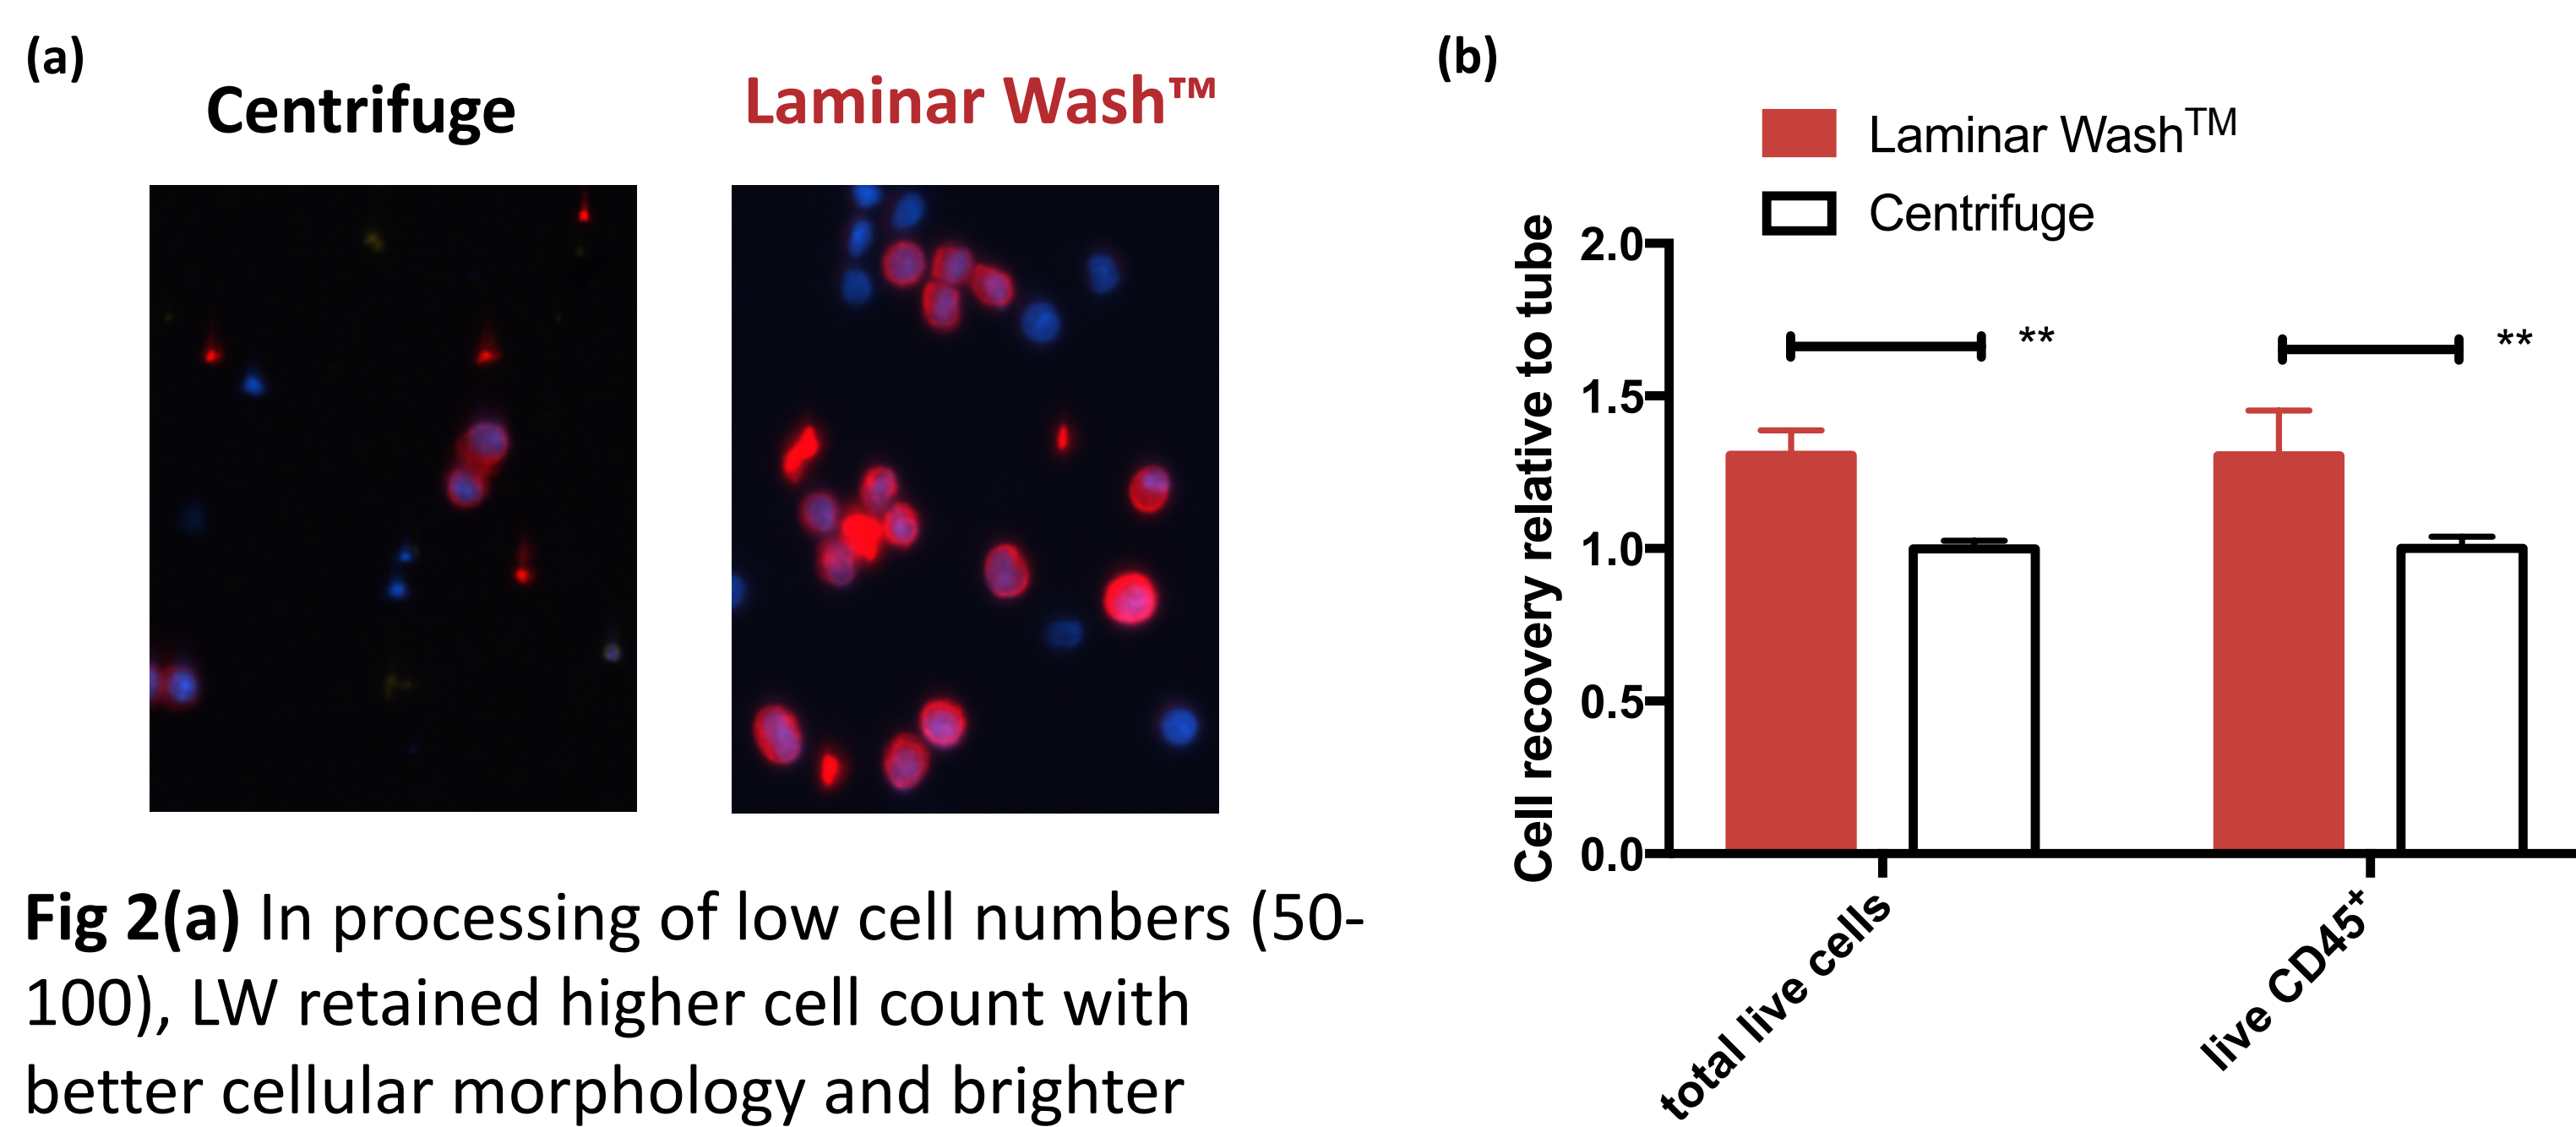 (a)
Centrifuge
Laminar Wash™
Fig 2(a) In processing of low cell numbers (50-
100), LW retained higher cell count with
better cellular morphology and brighter
(b)
Laminar Wash™
Centrifuge
Cell recovery relative to tube
2.0
1.5
1.0
0.5
0.0
**
**
total live cells
live CD45⁺